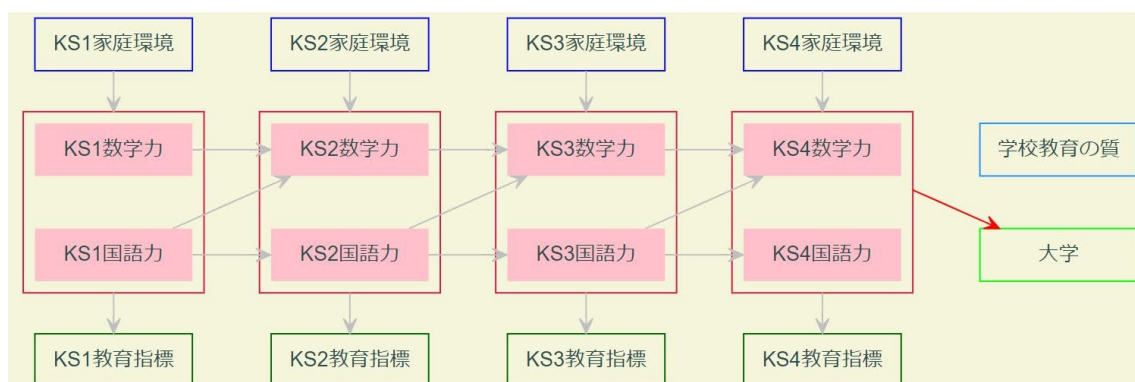 KS1家庭環境
KS2家庭環境
KS3家庭環境
KS4家庭環境
KS1数学力
KS2数学力
KS3数学力
KS4数学力
学校教育の質
KS1国語力
KS2国語力
KS3国語力
KS4国語力
大学
KS1教育指標
KS2教育指標
KS3教育指標
KS4教育指標